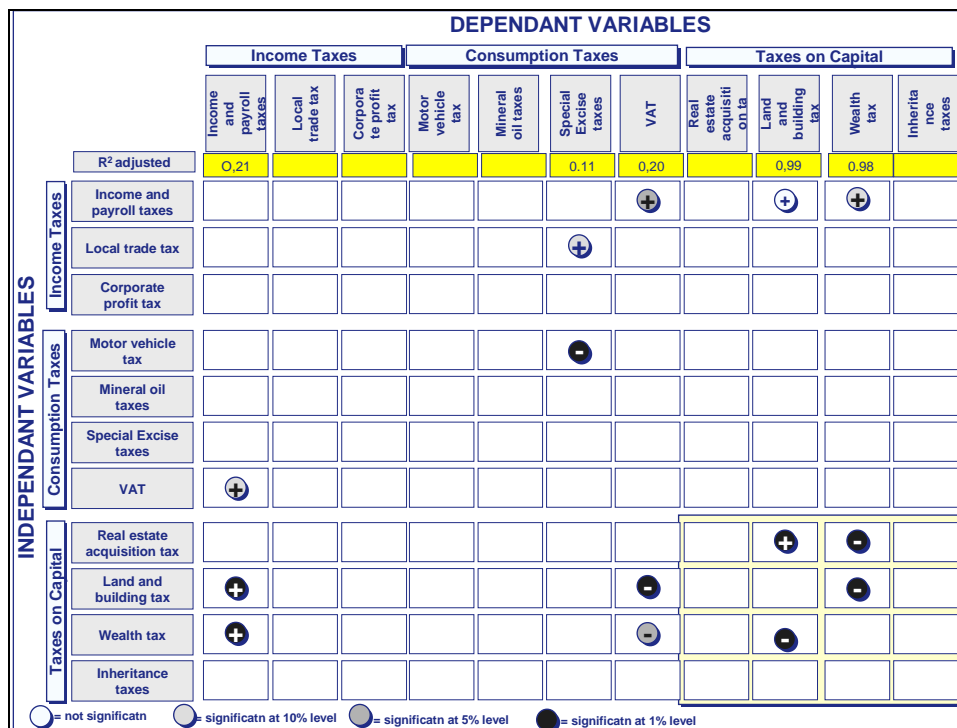 DEPENDANT VARIABLES
Income Taxes
Consumption Taxes
Taxes on Capital
Income
and
payroll
taxes
Local
trade tax
Corpora
te profit
tax
Motor
vehicle
tax
Mineral
oil taxes
Special
Excise
taxes
VAT
Real
estate
acquisiti
on ta
Land
and
building
tax
Wealth
tax
Inherita
nce
taxes
R² adjusted
O,21
0.11
0,20
0,99
0.98
INDEPENDANT VARIABLES
Income Taxes
Income and
payroll taxes
+
+
+
Local trade tax
+
Corporate
profit tax
Consumption Taxes
Motor vehicle
tax
-
Mineral oil
taxes
Special Excise
taxes
VAT
+
Taxes on Capital
Real estate
acquisition tax
+
-
Land and
building tax
+
-
-
Wealth tax
+
-
-
Inheritance
taxes
= not significatn
= significatn at 10% level
= significatn at 5% level
= significatn at 1% level